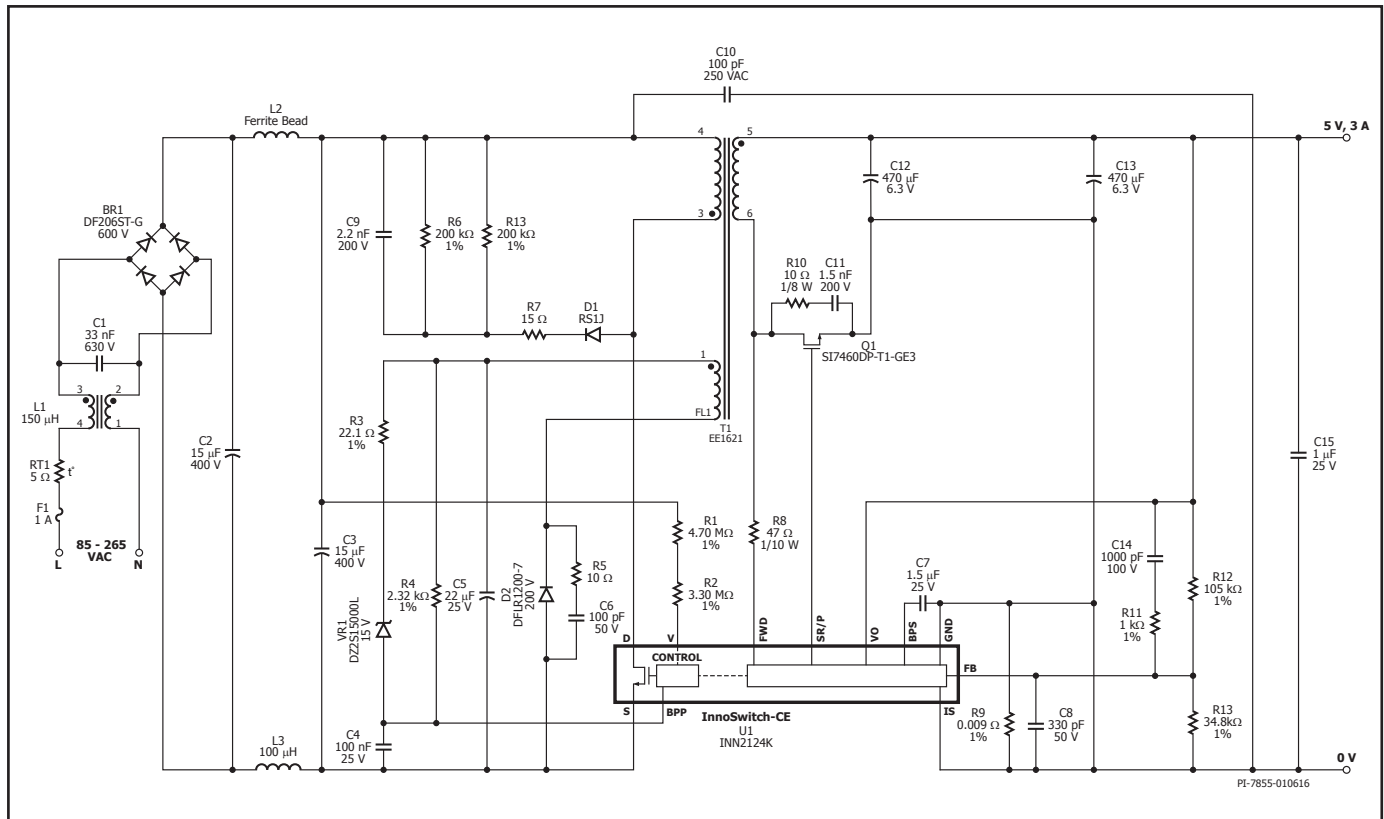 C10
100 pF
250 VAC
L2
Ferrite Bead
4
5
5 V, 3 A
C12
470 µF
6.3 V
C13
470 µF
6.3 V
BR1
DF206ST-G
600 V
C9
2.2 nF
200 V
R6
200 kΩ
1%
R13
200 kΩ
1%
3
6
R10
10 Ω
1/8 W
C11
1.5 nF
200 V
R7
15 Ω
D1
RS1J
C1
33 nF
630 V
Q1
SI7460DP-T1-GE3
1
3
2
L1
150 µH
4
1
FL1
T1
EE1621
R3
22.1 Ω
1%
C2
15 µF
400 V
C15
1 µF
25 V
RT1
5 Ω
t°
F1
1 A
85 - 265
VAC
L
N
C3
15 µF
400 V
R1
4.70 MΩ
1%
R8
47 Ω
1/10 W
C14
1000 pF
100 V
R4
2.32 kΩ
1%
C5
22 µF
25 V
D2
DFLR1200-7
200 V
R5
10 Ω
C6
100 pF
50 V
R2
3.30 MΩ
1%
C7
1.5 µF
25 V
R12
105 kΩ
1%
R11
1 kΩ
1%
VR1
DZ2S15000L
15 V
D
V
FWD
SR/P
VO
BPS
GND
CONTROL
FB
S
BPP
InnoSwitch-CE
U1
INN2124K
IS
R9
0.009 Ω
1%
C8
330 pF
50 V
R13
34.8kΩ
1%
C4
100 nF
25 V
L3
100 µH
0 V
PI-7855-010616